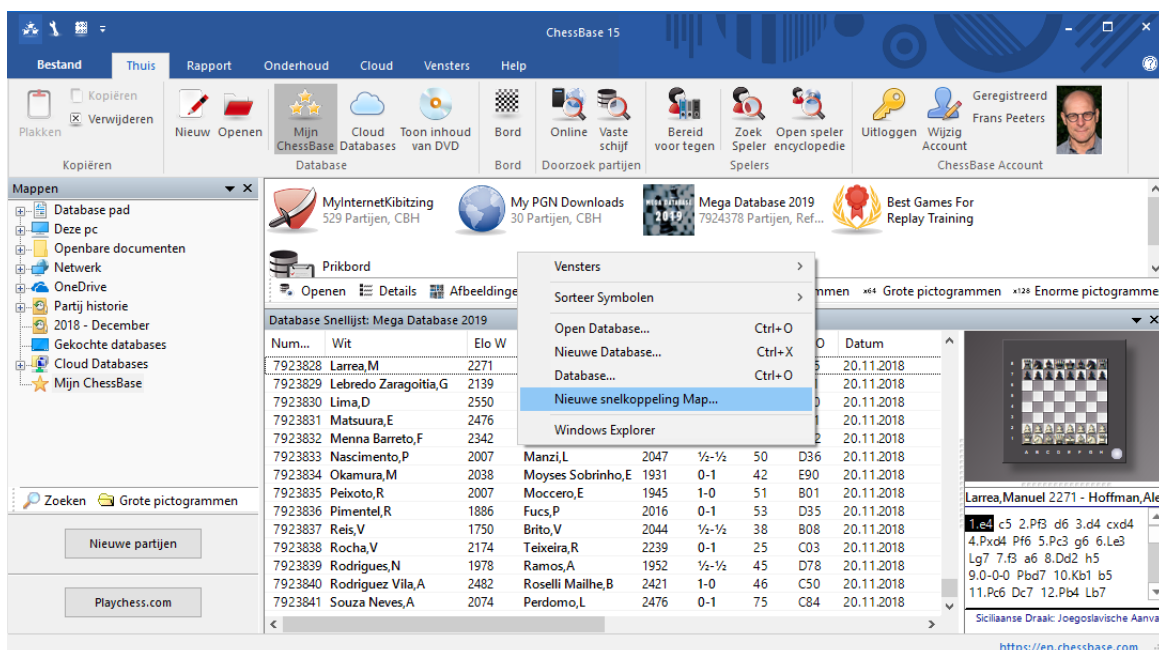 ChessBase 15
Bestand Thuis Rapport Onderhoud Cloud Vensters Help
Plakken
Kopiëren
Verwijderen
Kopiëren
Nieuw Openen
Mijn ChessBase
Cloud Databases
Toon inhoud van DVD
Database
Bord
Bord
Online
Vaste schijf
Doorzoek partijen
Bereid voor tegen
Zoek Speler
Open speler encyclopedie
Spelers
Uitloggen
Wijzig Account
Geregistreerd
Frans Peeters
ChessBase Account
Mappen
Database pad
Deze pc
Openbare documenten
Netwerk
OneDrive
Partij historie
2018 - December
Gekochte databases
Cloud Databases
Mijn ChessBase
Zoeken Grote pictogrammen
Nieuwe partijen
Playchess.com
MyInternetKibitzing
529 Partijen, CBH
My PGN Downloads
30 Partijen, CBH
MEGA DATABASE
2019
Mega Database 2019
7924378 Partijen, Ref...
Best Games For
Replay Training
Prikbord
Openen Details Afbeeldinge mmen x64 Grote pictogrammen x128 Enorme pictogramme
Vensters
Sorteer Symbolen
Open Database... Ctrl+O
Nieuwe Database... Ctrl+X
Database... Ctrl+O
Nieuwe snelkoppeling Map...
Windows Explorer
Database Snellijst: Mega Database 2019
Num... Wit Elo W O Datum
7923828 Larrea,M 2271 5 20.11.2018
7923829 Lebredo Zaragoitia,G 2139 1 20.11.2018
7923830 Lima,D 2550 0 20.11.2018
7923831 Matsuura,E 2476 1 20.11.2018
7923832 Menna Barreto,F 2342 2 20.11.2018
7923833 Nascimento,P 2007 Manzi,L 2047 ½-½ 50 D36 20.11.2018
7923834 Okamura,M 2038 Moyses Sobrinho,E 1931 0-1 42 E90 20.11.2018
7923835 Peixoto,R 2007 Moccero,E 1945 1-0 51 B01 20.11.2018
7923836 Pimentel,R 1886 Fucs,P 2016 0-1 53 D35 20.11.2018
7923837 Reis,V 1750 Brito,V 2044 ½-½ 38 B08 20.11.2018
7923838 Rocha,V 2174 Teixeira,R 2239 0-1 25 C03 20.11.2018
7923839 Rodrigues,N 1978 Ramos,A 1952 ½-½ 45 D78 20.11.2018
7923840 Rodriguez Vila,A 2482 Roselli Mailhe,B 2421 1-0 46 C50 20.11.2018
7923841 Souza Neves,A 2074 Perdomo,L 2476 0-1 75 C84 20.11.2018
A B C D E F G H
Larrea,Manuel 2271 - Hoffman,Ale
1.e4 c5 2.Pf3 d6 3.d4 cxd4
4.Pxd4 Pf6 5.Pc3 g6 6.Le3
Lg7 7.f3 a6 8.Dd2 h5
9.0-0-0 Pbd7 10.Kb1 b5
11.Pc6 Dc7 12.Pb4 Lb7
Siciliaanse Draak: Joegoslavische Aanva
https://en.chessbase.com